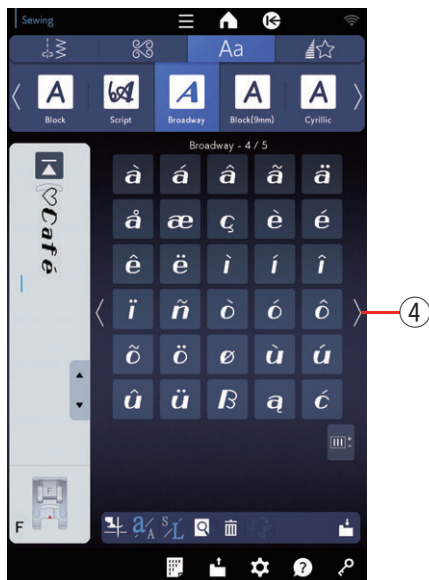 Sewing
Aa
A A A A A
Block Script Broadway Block(9mm) Cyrillic
Broadway - 4 / 5
♡Café
à á â ã ä
å æ ç è é
ê ë ì í î
ï ñ ò ó ô
④
õ ö ø ù ú
û ü ß ą ć
F
a/A S/L
?